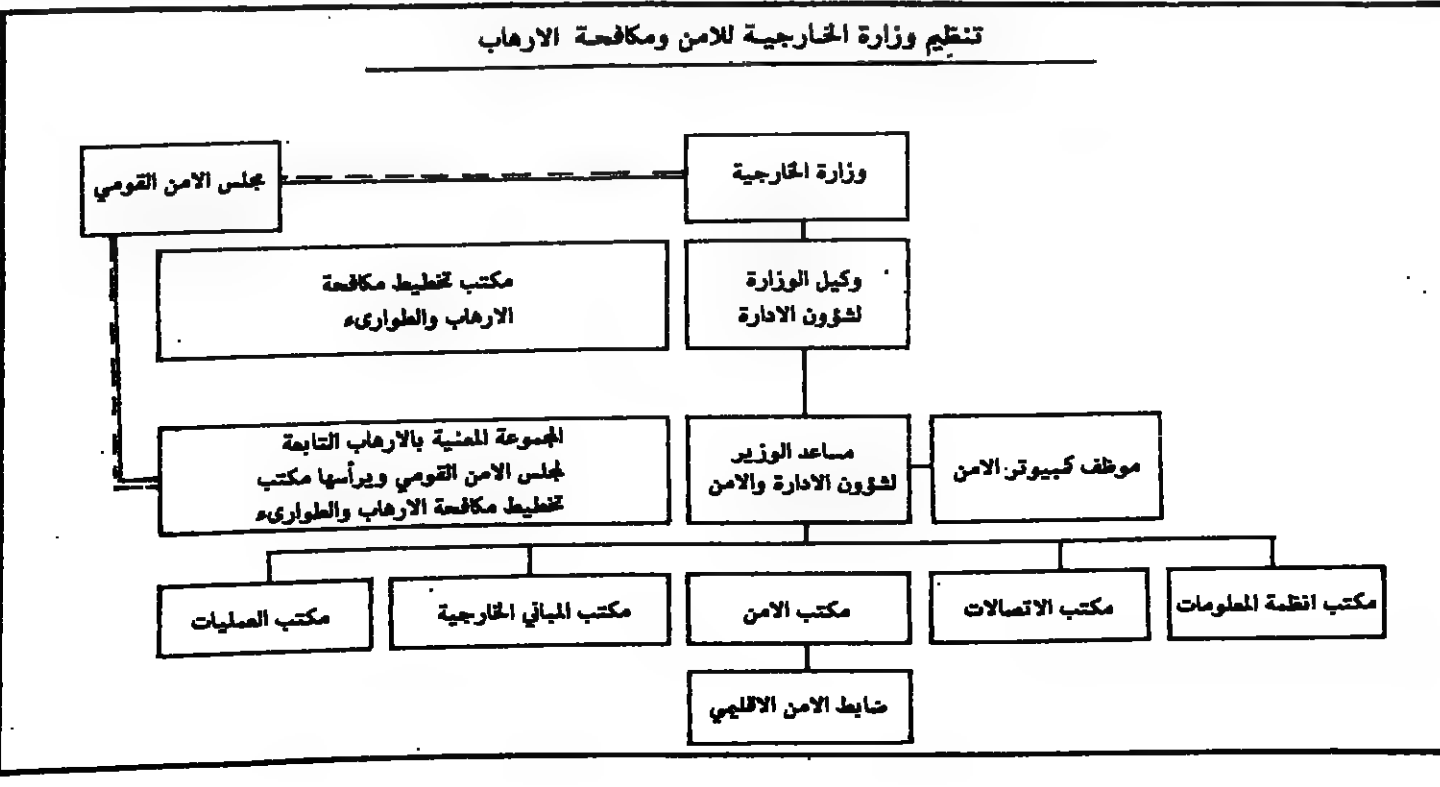 تنظيم وزارة الخارجية للامن ومكافحة الارهاب
وزارة الخارجية
مجلس الامن القومي
وكيل الوزارة
لشؤون الادارة
مكتب تخطيط مكافحة
الارهاب والطوارىء
موظف كمبيوتر الامن
مساعد الوزير
لشؤون الادارة والامن
المجموعة المعنية بالارهاب التابعة
لمجلس الامن القومي ويرأسها مكتب
تخطيط مكافحة الارهاب والطوارىء
مكتب انظمة المعلومات
مكتب الاتصالات
مكتب الامن
مكتب المباني الخارجية
مكتب العمليات
ضابط الامن الاقليمي